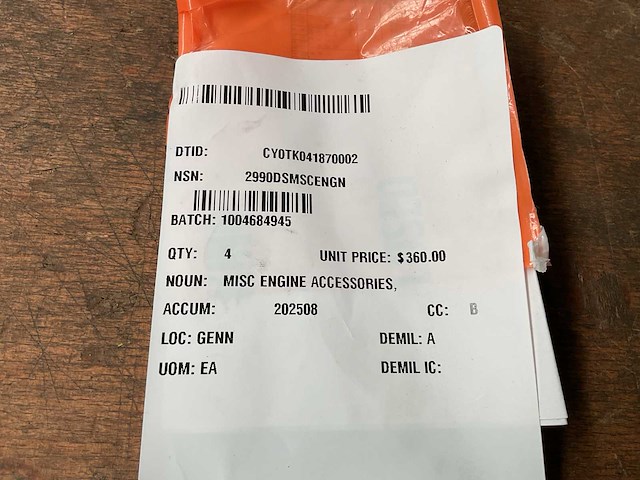 DTID: CY0TK041870002
NSN: 2990DSMSCENGN
BATCH: 1004684945
QTY: 4 UNIT PRICE: $360.00
NOUN: MISC ENGINE ACCESSORIES,
ACCUM: 202508 CC: B
LOC: GENN DEMIL: A
UOM: EA DEMIL IC: